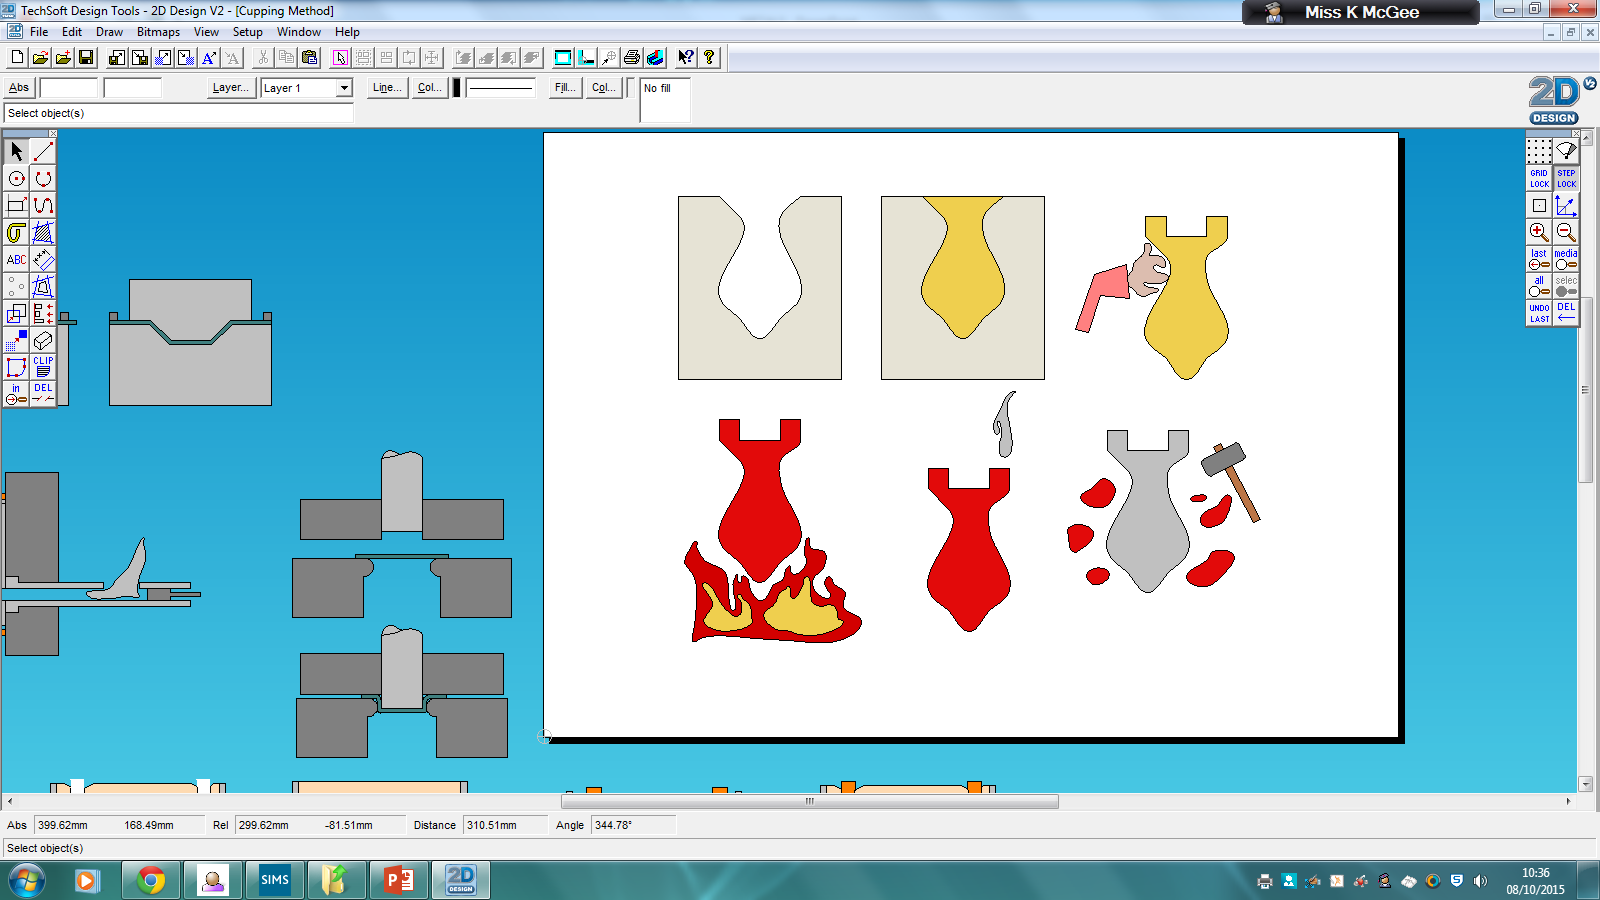 TechSoft Design Tools - 2D Design V2 - [Cupping Method]
Miss K McGee
File Edit Draw Bitmaps View Setup Window Help
Abs Layer... Layer 1 Line... Col... Fill... Col... No fill
Select object(s)
2D V2
DESIGN
GRID LOCK STEP LOCK
ABC
last media
all selec
UNDO LAST DEL
CLIP
in DEL
Abs 399.62mm 168.49mm Rel 299.62mm -81.51mm Distance 310.51mm Angle 344.78°
Select object(s)
SIMS
2D
DESIGN
10:36
08/10/2015